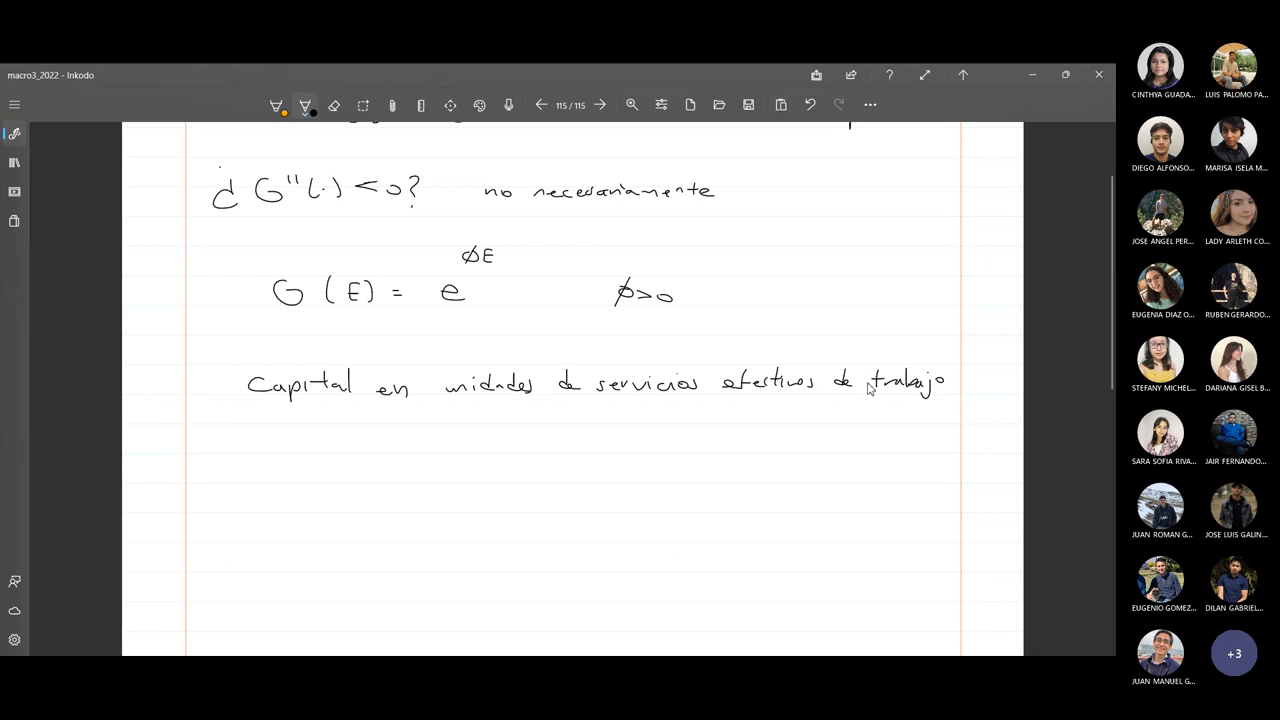 macro3_2022 - Inkodo
115 / 115
¿ G''(·) < 0? no necesariamente
G (E) = e^{φE} φ>0
Capital en unidades de servicios efectivos de trabajo
CINTHYA GUADA...
LUIS PALOMO PA...
DIEGO ALFONSO...
MARISA ISELA M...
JOSE ANGEL PER...
LADY ARLETH CO...
EUGENIA DIAZ O...
RUBEN GERARDO...
STEFANY MICHEL...
DARIANA GISEL B...
SARA SOFIA RIVA...
JAIR FERNANDO...
JUAN ROMAN G...
JOSE LUIS GALIN...
EUGENIO GOMEZ...
DILAN GABRIEL...
JUAN MANUEL G...
+3